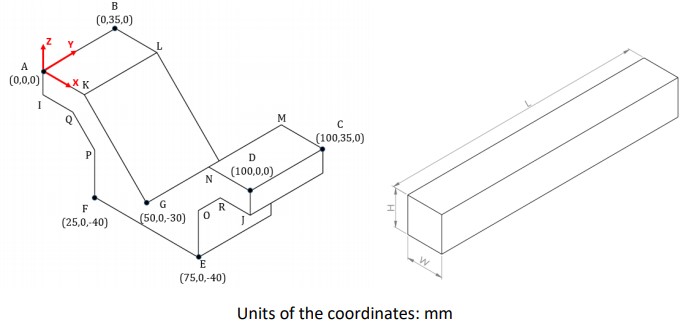 B
(0,35,0)
Z
Y
L
A
(0,0,0)
X
K
I
Q
M
C
(100,35,0)
P
D
(100,0,0)
N
F
(25,0,-40)
G
(50,0,-30)
O
R
J
E
(75,0,-40)
L
H
W
Units of the coordinates: mm